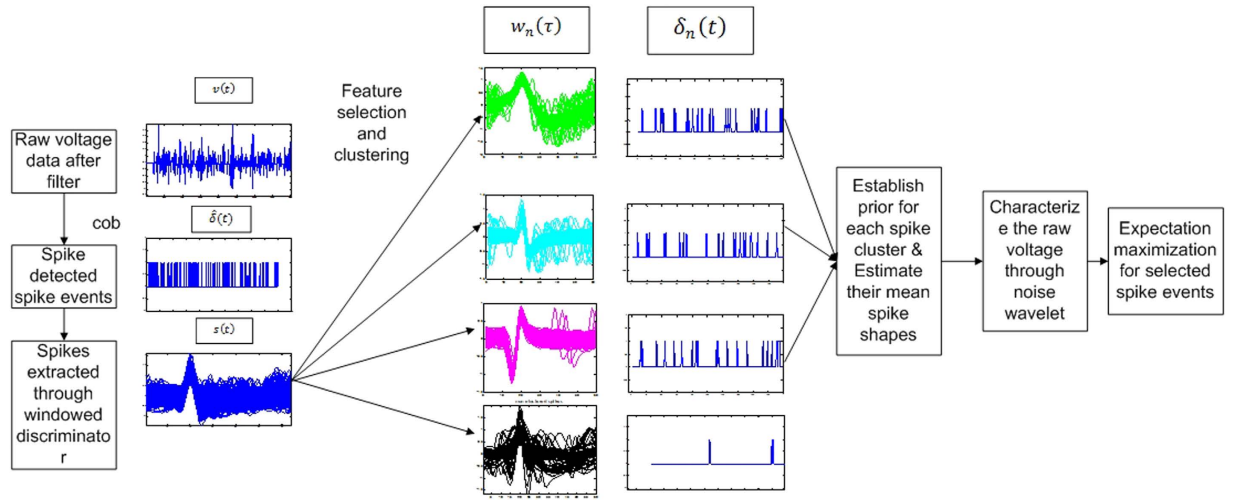 Raw voltage
data after
filter
cob
Spike
detected
spike events
Spikes
extracted
through
windowed
discriminato
r
v(t)
δ̂(t)
s(t)
Feature
selection
and
clustering
wₙ(τ)
δₙ(t)
Establish
prior for
each spike
cluster &
Estimate
their mean
spike
shapes
Characteriz
e the raw
voltage
through
noise
wavelet
Expectation
maximization
for selected
spike events